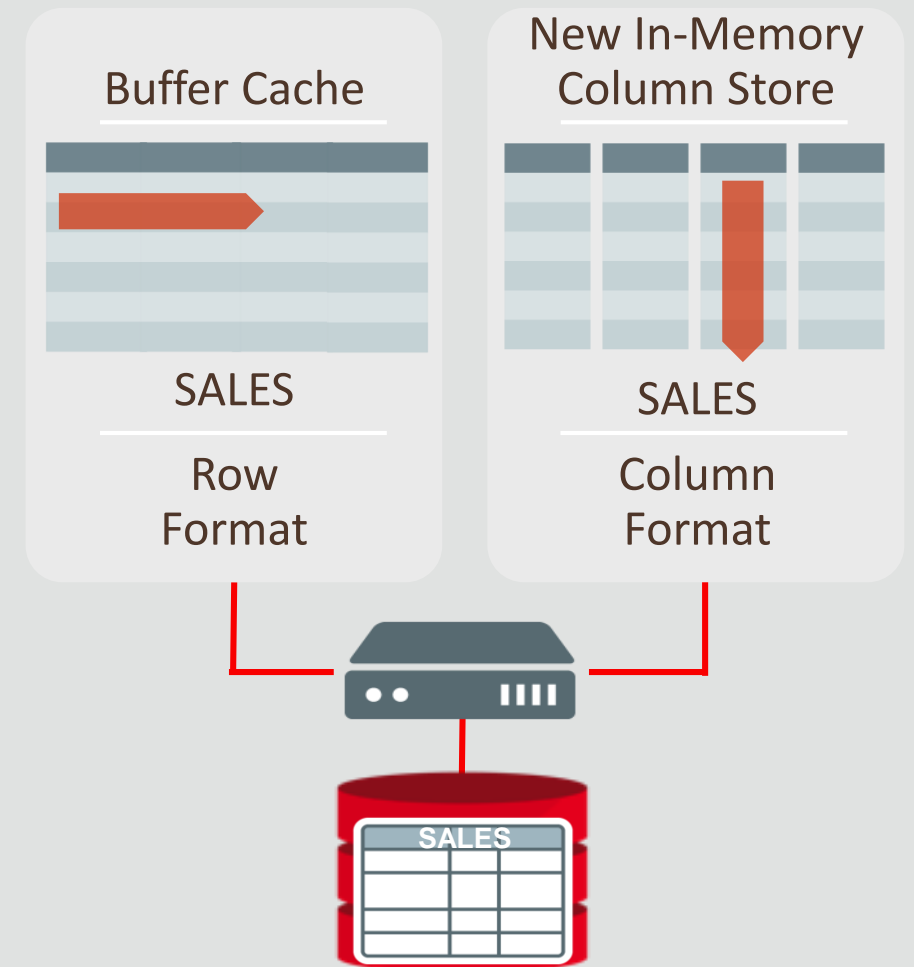 Buffer Cache
SALES
Row
Format
New In-Memory
Column Store
SALES
Column
Format
SALES